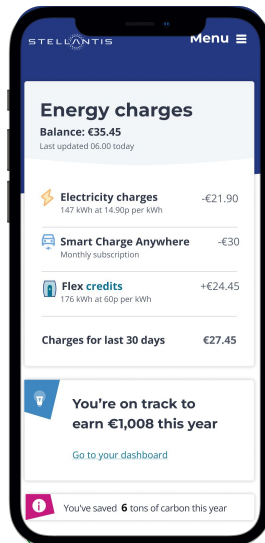 STELLANTIS
Menu
Energy charges
Balance: €35.45
Last updated 06.00 today
Electricity charges -€21.90
147 kWh at 14.90p per kWh
Smart Charge Anywhere -€30
Monthly subscription
Flex credits +€24.45
176 kWh at 60p per kWh
Charges for last 30 days €27.45
You're on track to
earn €1,008 this year
Go to your dashboard
You've saved 6 tons of carbon this year